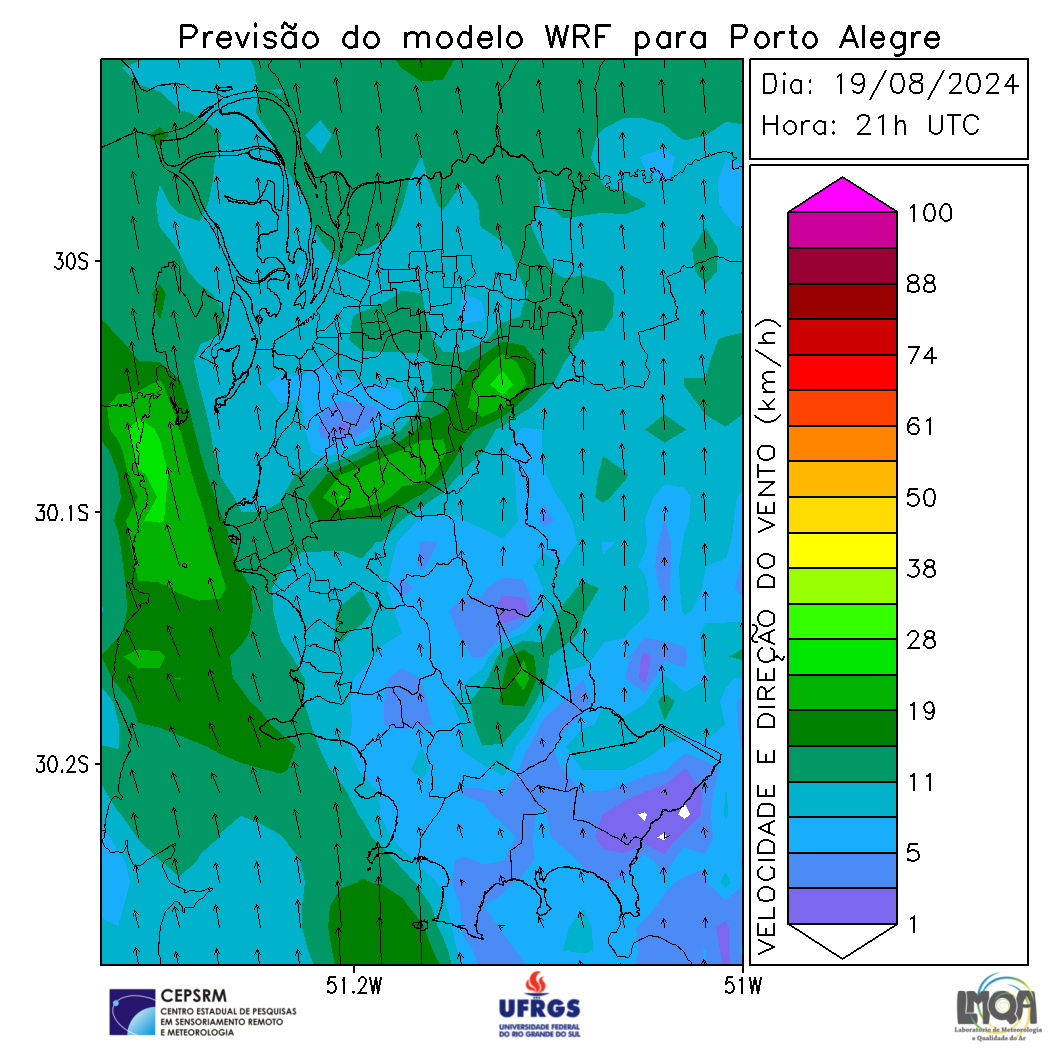 Previsão do modelo WRF para Porto Alegre
Dia: 19/08/2024
Hora: 21h UTC
30S
30.1S
30.2S
51.2W
51W
VELOCIDADE E DIREÇÃO DO VENTO (km/h)
100
88
74
61
50
38
28
19
11
5
1
CEPSRM
CENTRO ESTADUAL DE PESQUISAS
EM SENSORIAMENTO REMOTO
E METEOROLOGIA
UFRGS
UNIVERSIDADE FEDERAL
DO RIO GRANDE DO SUL
LMQA
Laboratório de Meteorologia
e Qualidade do Ar